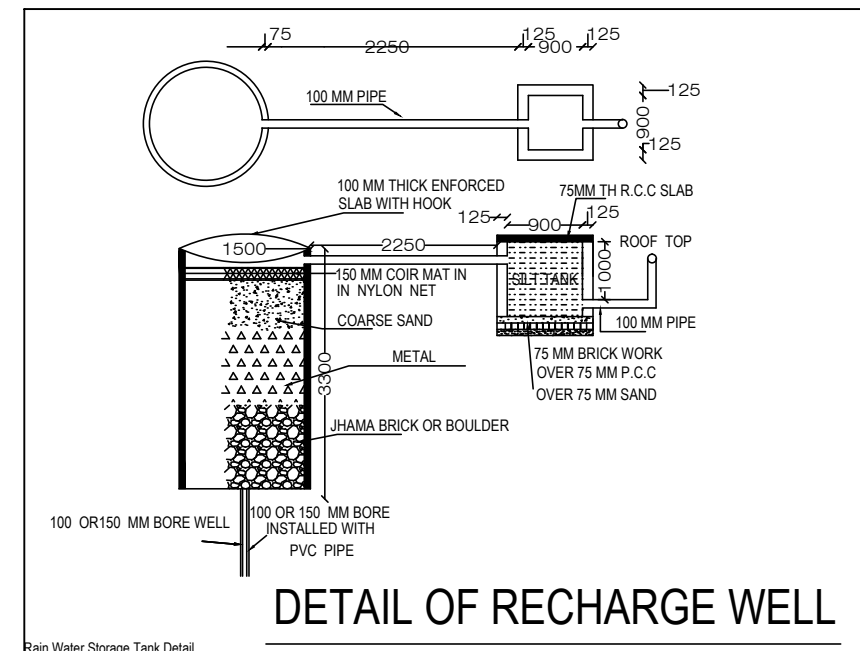 75
2250
125
900
125
100 MM PIPE
125
900
125
100 MM THICK ENFORCED
SLAB WITH HOOK
75MM TH R.C.C SLAB
125
900
125
1500
2250
ROOF TOP
150 MM COIR MAT IN
IN NYLON NET
SILT TANK
1000
COARSE SAND
100 MM PIPE
METAL
3300
75 MM BRICK WORK
OVER 75 MM P.C.C
OVER 75 MM SAND
JHAMA BRICK OR BOULDER
100 OR150 MM BORE WELL
100 OR 150 MM BORE
INSTALLED WITH
PVC PIPE
DETAIL OF RECHARGE WELL
Rain Water Storage Tank Detail